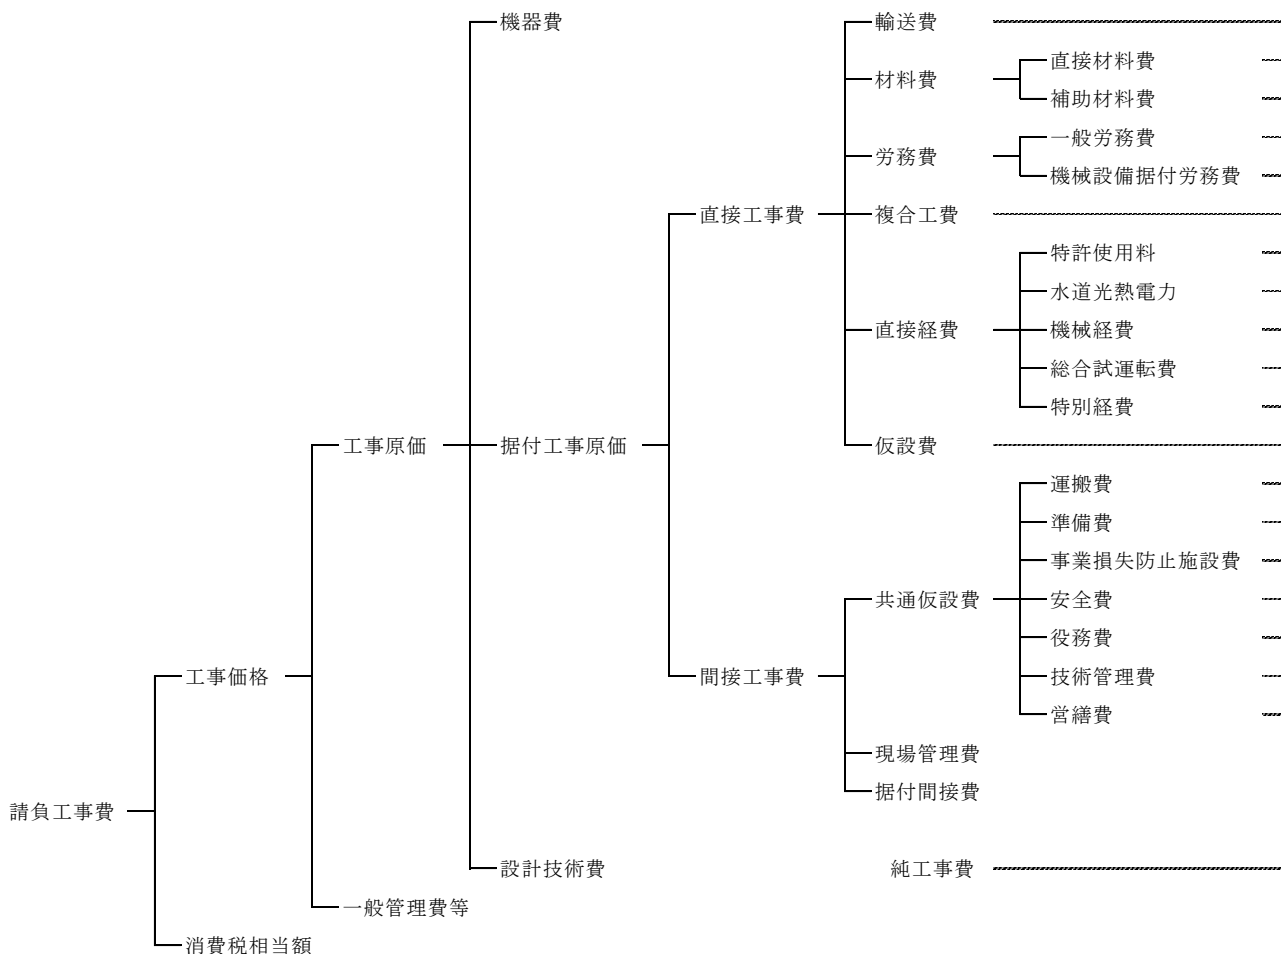 機器費
輸送費
直接材料費
材料費
補助材料費
一般労務費
労務費
機械設備据付労務費
直接工事費
複合工費
特許使用料
水道光熱電力
直接経費
機械経費
総合試運転費
特別経費
工事原価
据付工事原価
仮設費
運搬費
準備費
事業損失防止施設費
共通仮設費
安全費
役務費
工事価格
間接工事費
技術管理費
営繕費
現場管理費
据付間接費
請負工事費
設計技術費
純工事費
一般管理費等
消費税相当額